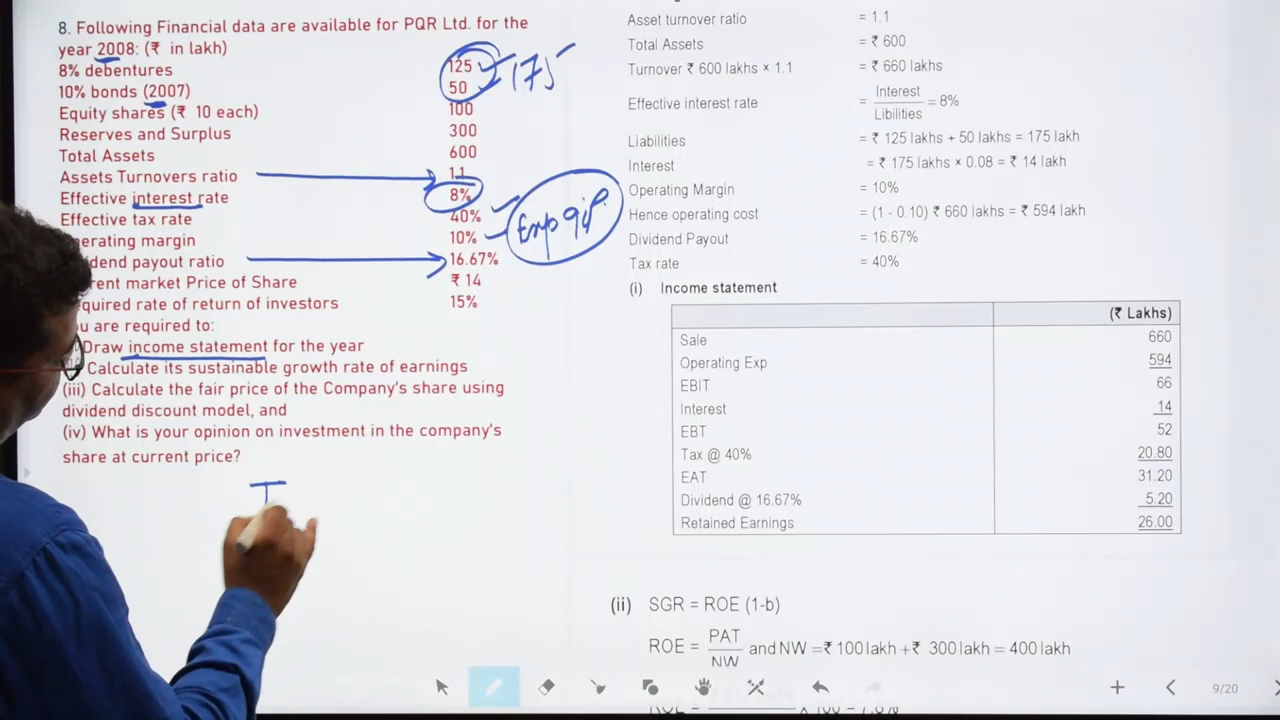 8. Following Financial data are available for PQR Ltd. for the
year 2008: (₹ in lakh)
8% debentures 125
10% bonds (2007) 50
Equity shares (₹ 10 each) 100
Reserves and Surplus 300
Total Assets 600
Assets Turnovers ratio 1.1
Effective interest rate 8%
Effective tax rate 40%
erating margin 10%
dend payout ratio 16.67%
rent market Price of Share ₹ 14
equired rate of return of investors 15%
u are required to:
Draw income statement for the year
Calculate its sustainable growth rate of earnings
(iii) Calculate the fair price of the Company's share using
dividend discount model, and
(iv) What is your opinion on investment in the company's
share at current price?
175
Asset turnover ratio = 1.1
Total Assets = ₹ 600
Turnover ₹ 600 lakhs × 1.1 = ₹ 660 lakhs
Effective interest rate = Interest / Libilities = 8%
Liabilities = ₹ 125 lakhs + 50 lakhs = 175 lakh
Interest = ₹ 175 lakhs × 0.08 = ₹ 14 lakh
Operating Margin = 10%
Hence operating cost = (1 - 0.10) ₹ 660 lakhs = ₹ 594 lakh
Dividend Payout = 16.67%
Tax rate = 40%
(i) Income statement
(₹ Lakhs)
Sale 660
Operating Exp 594
EBIT 66
Interest 14
EBT 52
Tax @ 40% 20.80
EAT 31.20
Dividend @ 16.67% 5.20
Retained Earnings 26.00
(ii) SGR = ROE (1-b)
ROE = PAT / NW and NW =₹ 100 lakh +₹ 300 lakh = 400 lakh
9/20